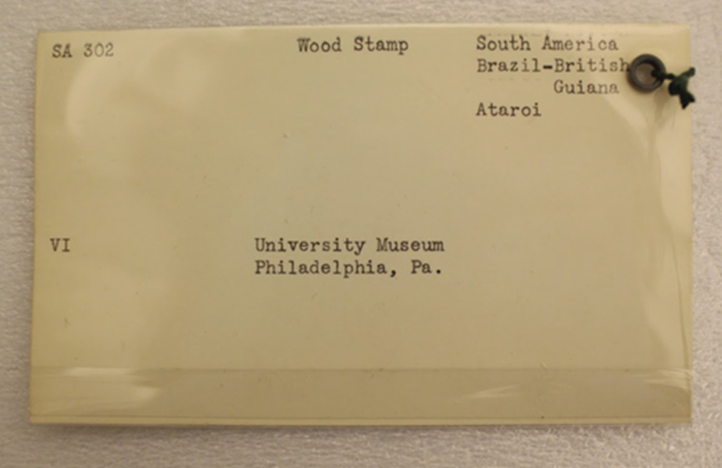 SA 302 Wood Stamp South America
Brazil-British
Guiana
Ataroi
VI University Museum
Philadelphia, Pa.